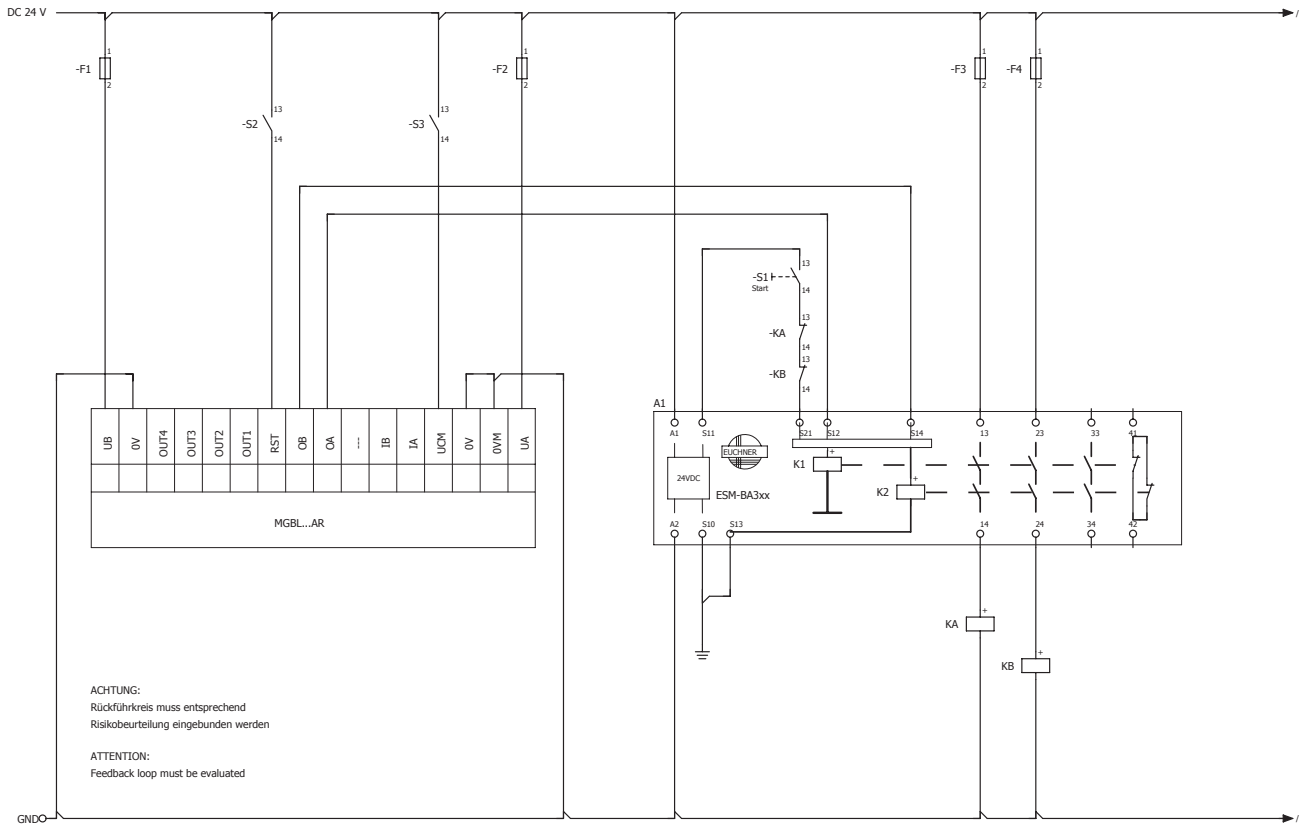 DC 24 V
/
1
-F1
2
1
-F2
2
1
-F3
2
1
-F4
2
13
-S2
14
13
-S3
14
13
-S1
Start
14
13
-KA
14
13
-KB
14
UB
0V
OUT4
OUT3
OUT2
OUT1
RST
OB
OA
---
IB
IA
UCM
0V
0VM
UA
MGBL...AR
A1
A1
S11
S21
S12
S14
13
23
33
41
EUCHNER
24VDC
ESM-BA3xx
K1
+
K2
+
A2
S10
S13
14
24
34
42
KA
+
KB
+
ACHTUNG:
Rückführkreis muss entsprechend
Risikobeurteilung eingebunden werden
ATTENTION:
Feedback loop must be evaluated
GND
/